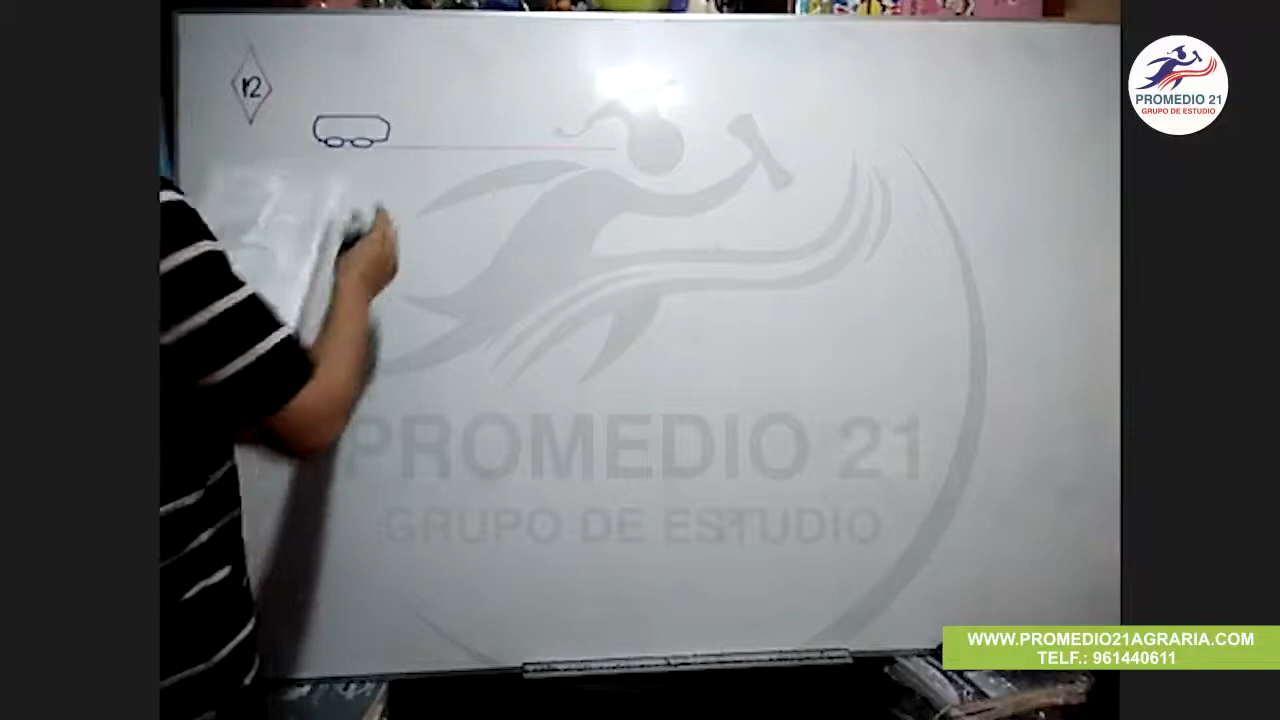 12
PROMEDIO 21
GRUPO DE ESTUDIO
PROMEDIO 21
GRUPO DE ESTUDIO
WWW.PROMEDIO21AGRARIA.COM
TELF.: 961440611